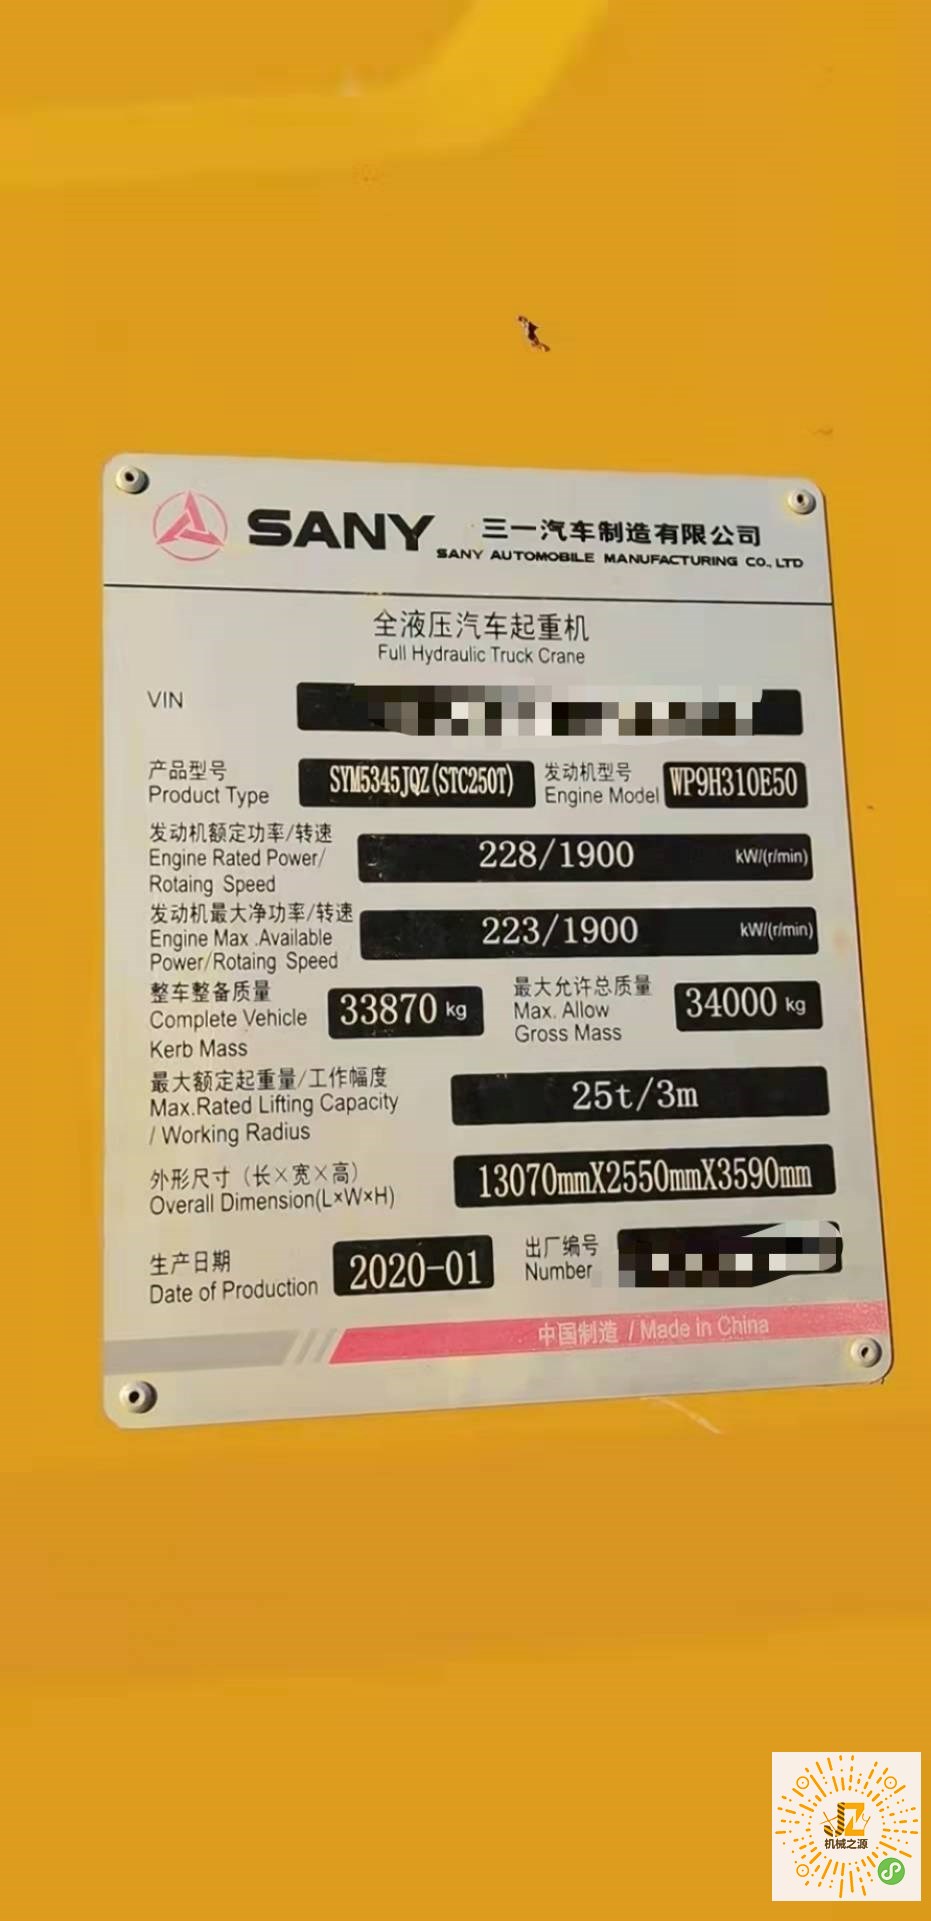 SANY 三一汽车制造有限公司
SANY AUTOMOBILE MANUFACTURING CO., LTD
全液压汽车起重机
Full Hydraulic Truck Crane
VIN
产品型号 SYM5345JQZ(STC250T) 发动机型号 WP9H310E50
Product Type Engine Model
发动机额定功率/转速
Engine Rated Power/ 228/1900 kW/(r/min)
Rotaing Speed
发动机最大净功率/转速
Engine Max .Available 223/1900 kW/(r/min)
Power/Rotaing Speed
整车整备质量 最大允许总质量
Complete Vehicle 33870 kg Max. Allow 34000 kg
Kerb Mass Gross Mass
最大额定起重量/工作幅度
Max.Rated Lifting Capacity 25t/3m
/ Working Radius
外形尺寸（长×宽×高） 13070mmX2550mmX3590mm
Overall Dimension(L×W×H)
生产日期 2020-01 出厂编号
Date of Production Number
中国制造 / Made in China
JZ
机械之源